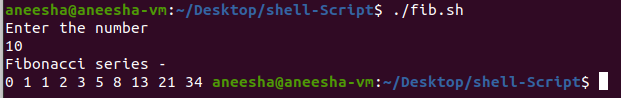 aneesha@aneesha-vm:~/Desktop/shell-Script$ ./fib.sh
Enter the number
10
Fibonacci series -
0 1 1 2 3 5 8 13 21 34 aneesha@aneesha-vm:~/Desktop/shell-Script$